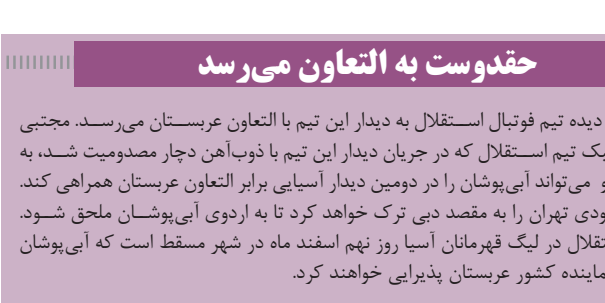 حقدوست به التعاون می‌رسد
دیده تیم فوتبال استقلال به دیدار این تیم با التعاون عربستان می‌رسد. مجتبی
تیم استقلال که در جریان دیدار این تیم با ذوب‌آهن دچار مصدومیت شد، به
می‌تواند آبی‌پوشان را در دومین دیدار آسیایی برابر التعاون عربستان همراهی کند.
تهران را به مقصد دبی ترک خواهد کرد تا به اردوی آبی‌پوشان ملحق شود.
در لیگ قهرمانان آسیا روز نهم اسفند ماه در شهر مسقط است که آبی‌پوشان
کشور عربستان پذیرایی خواهند کرد.